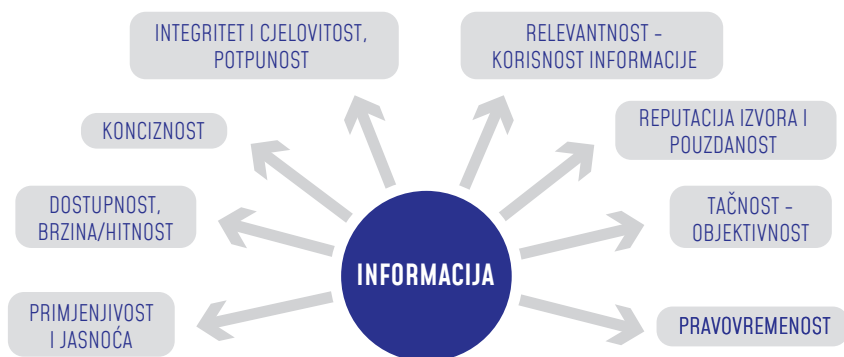 INTEGRITET I CJELOVITOST,
POTPUNOST
RELEVANTNOST -
KORISNOST INFORMACIJE
KONCIZNOST
REPUTACIJA IZVORA I
POUZDANOST
DOSTUPNOST,
BRZINA/HITNOST
TAČNOST -
OBJEKTIVNOST
INFORMACIJA
PRIMJENJIVOST
I JASNOĆA
PRAVOVREMENOST